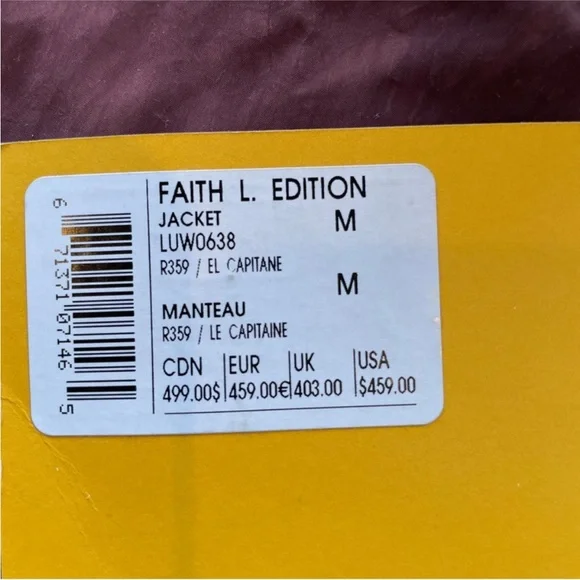 FAITH L. EDITION
JACKET M
LUW0638
R359 / EL CAPITANE
M
MANTEAU
R359 / LE CAPITAINE
CDN EUR UK USA
499.00$ 459.00€ 403.00 $459.00
6 71371 07146 5